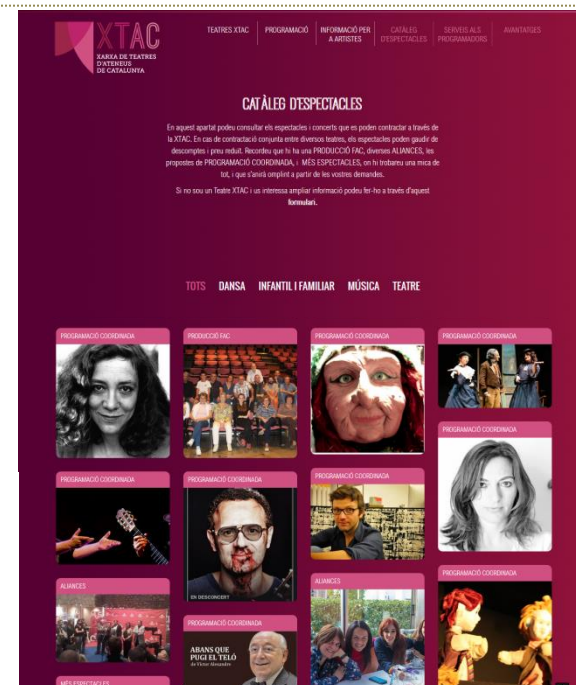 XTAC
XARXA DE TEATRES
D'ATENEUS
DE CATALUNYA
TEATRES XTAC
PROGRAMACIÓ
INFORMACIÓ PER
A ARTISTES
CATÀLEG
D'ESPECTACLES
SERVEIS ALS
PROGRAMADORS
AVANTATGES
CATÀLEG D'ESPECTACLES
En aquest apartat podeu consultar els espectacles i concerts que es poden contractar a través de
la XTAC. En cas de contractació conjunta entre diversos teatres, els espectacles poden gaudir de
descomptes i preu reduit. Recordeu que hi ha una PRODUCCIÓ FAC, diverses ALIANCES, les
propostes de PROGRAMACIÓ COORDINADA, i MÉS ESPECTACLES, on hi trobareu una mica de
tot, i que s'anirà omplint a partir de les vostres demandes.
Si no sou un Teatre XTAC i us interessa ampliar informació podeu fer-ho a través d'aquest
formulari.
TOTS DANSA INFANTIL I FAMILIAR MÚSICA TEATRE
PROGRAMACIÓ COORDINADA
PRODUCCIÓ FAC
PROGRAMACIÓ COORDINADA
PROGRAMACIÓ COORDINADA
PROGRAMACIÓ COORDINADA
PROGRAMACIÓ COORDINADA
PROGRAMACIÓ COORDINADA
EN DESCONCERT
PROGRAMACIÓ COORDINADA
ALIANCES
ALIANCES
PROGRAMACIÓ COORDINADA
PROGRAMACIÓ COORDINADA
ABANS QUE
PUGI EL TELÓ
de Víctor Alexandre
MÉS ESPECTACLES